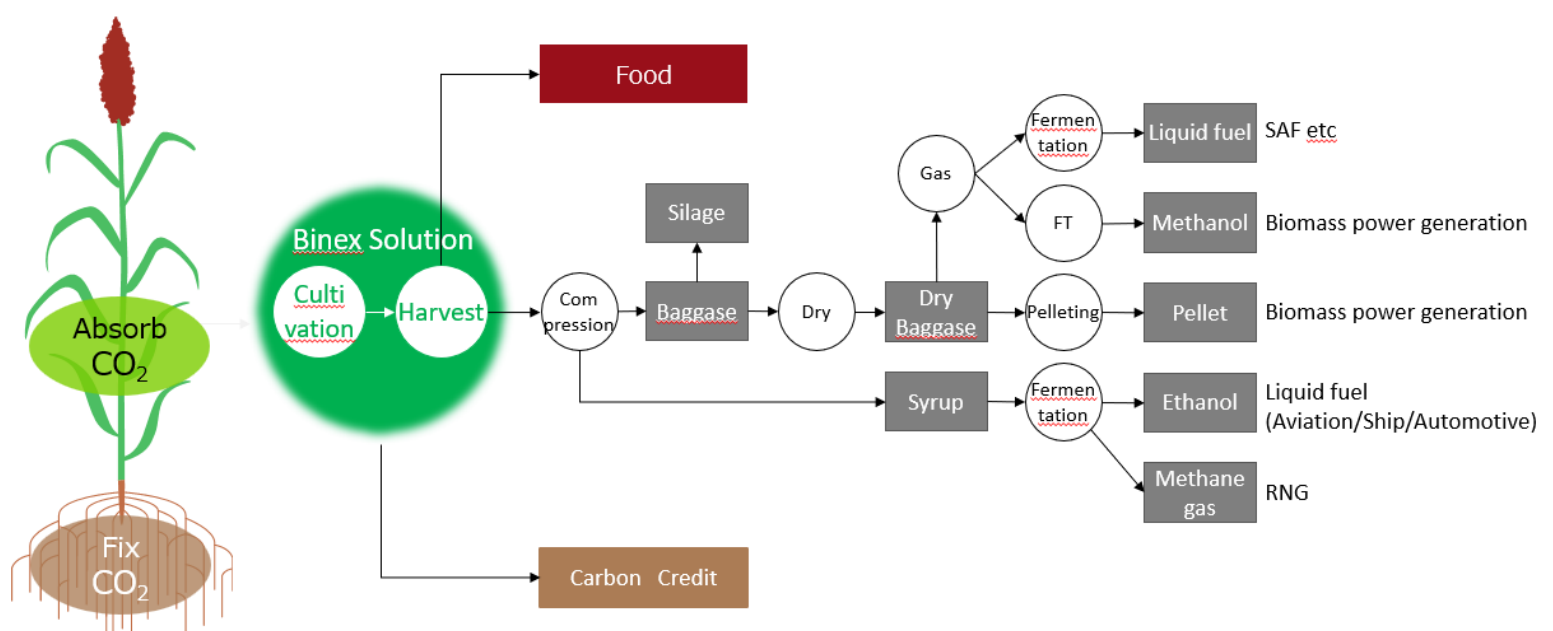 Absorb
CO₂
Fix
CO₂
Binex Solution
Culti
vation
Harvest
Food
Carbon Credit
Com
pression
Silage
Baggase
Dry
Dry
Baggase
Syrup
Gas
Fermen
tation
FT
Pelleting
Fermen
tation
Liquid fuel
SAF etc
Methanol
Biomass power generation
Pellet
Biomass power generation
Ethanol
Liquid fuel
(Aviation/Ship/Automotive)
Methane
gas
RNG